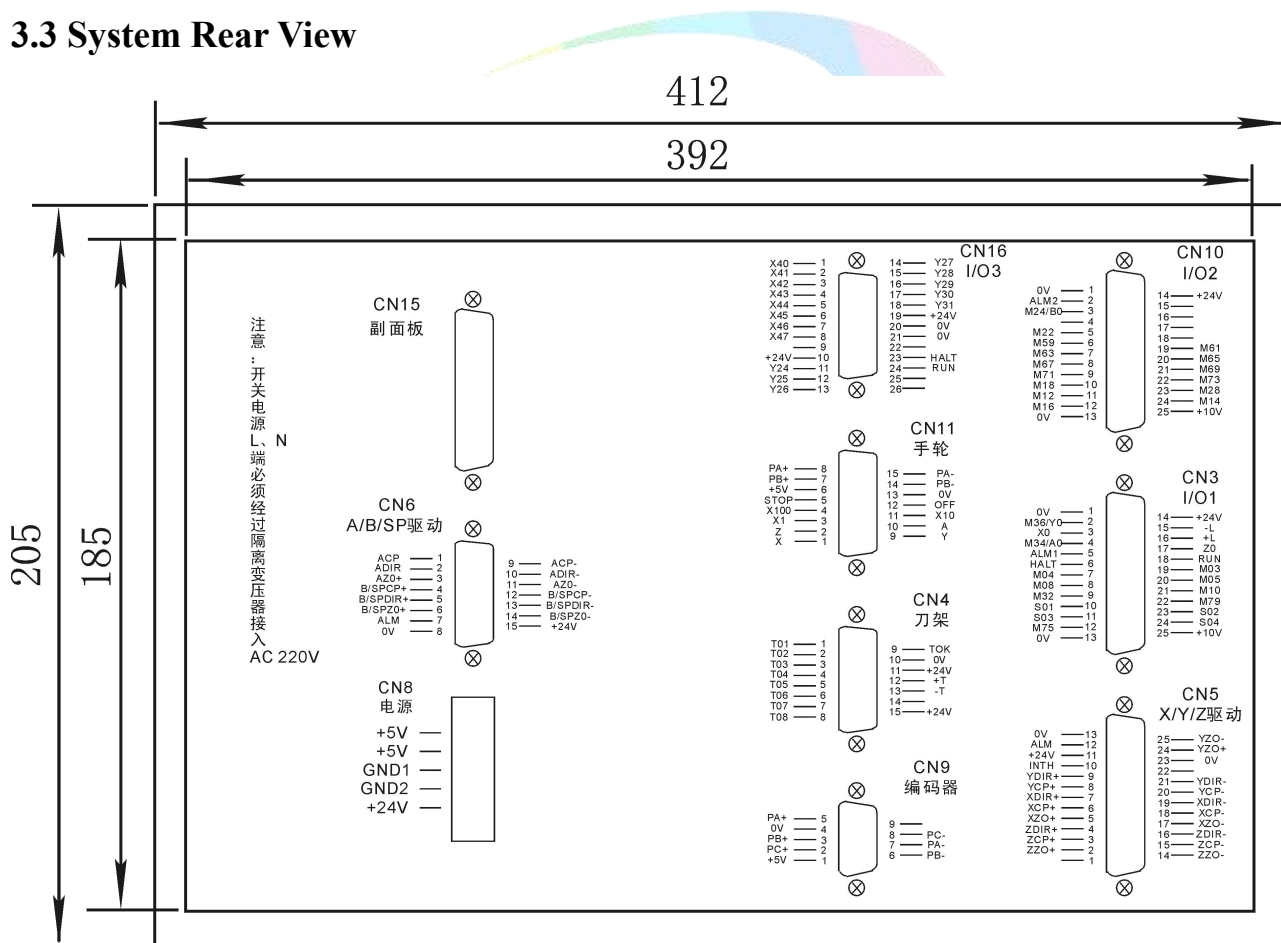 3.3 System Rear View
412
392
205
185
注意：开关电源L、N端必须经过隔离变压器接入AC 220V
CN15
副面板
CN6
A/B/SP驱动
ACP 1
ADIR 2
AZ0+ 3
B/SPCP+ 4
B/SPDIR+ 5
B/SPZ0+ 6
ALM 7
0V 8
9 ACP-
10 ADIR-
11 AZ0-
12 B/SPCP-
13 B/SPDIR-
14 B/SPZ0-
15 +24V
CN8
电源
+5V
+5V
GND1
GND2
+24V
CN16
I/O3
X40 1
X41 2
X42 3
X43 4
X44 5
X45 6
X46 7
X47 8
9
+24V 10
Y24 11
Y25 12
Y26 13
14 Y27
15 Y28
16 Y29
17 Y30
18 Y31
19 +24V
20 0V
21 0V
22
23 HALT
24 RUN
25
26
CN11
手轮
PA+ 8
PB+ 7
+5V 6
STOP 5
X100 4
X1 3
Z 2
X 1
15 PA-
14 PB-
13 0V
12 OFF
11 X10
10 A
9 Y
CN4
刀架
T01 1
T02 2
T03 3
T04 4
T05 5
T06 6
T07 7
T08 8
9 TOK
10 0V
11 +24V
12 +T
13 -T
14
15 +24V
CN9
编码器
PA+ 5
0V 4
PB+ 3
PC+ 2
+5V 1
9
8 PC-
7 PA-
6 PB-
CN10
I/O2
0V 1
ALM2 2
M24/B0 3
4
M22 5
M59 6
M63 7
M67 8
M71 9
M18 10
M12 11
M16 12
0V 13
14 +24V
15
16
17
18
19 M61
20 M65
21 M69
22 M73
23 M28
24 M14
25 +10V
CN3
I/O1
0V 1
M36/Y0 2
X0 3
M34/A0 4
ALM1 5
HALT 6
M04 7
M08 8
M32 9
S01 10
S03 11
M75 12
0V 13
14 +24V
15 -L
16 +L
17 Z0
18 RUN
19 M03
20 M05
21 M10
22 M79
23 S02
24 S04
25 +10V
CN5
X/Y/Z驱动
0V 13
ALM 12
+24V 11
INTH 10
YDIR+ 9
YCP+ 8
XDIR+ 7
XCP+ 6
XZO+ 5
ZDIR+ 4
ZCP+ 3
ZZO+ 2
1
25 YZO-
24 YZO+
23 0V
22
21 YDIR-
20 YCP-
19 XDIR-
18 XCP-
17 XZO-
16 ZDIR-
15 ZCP-
14 ZZO-